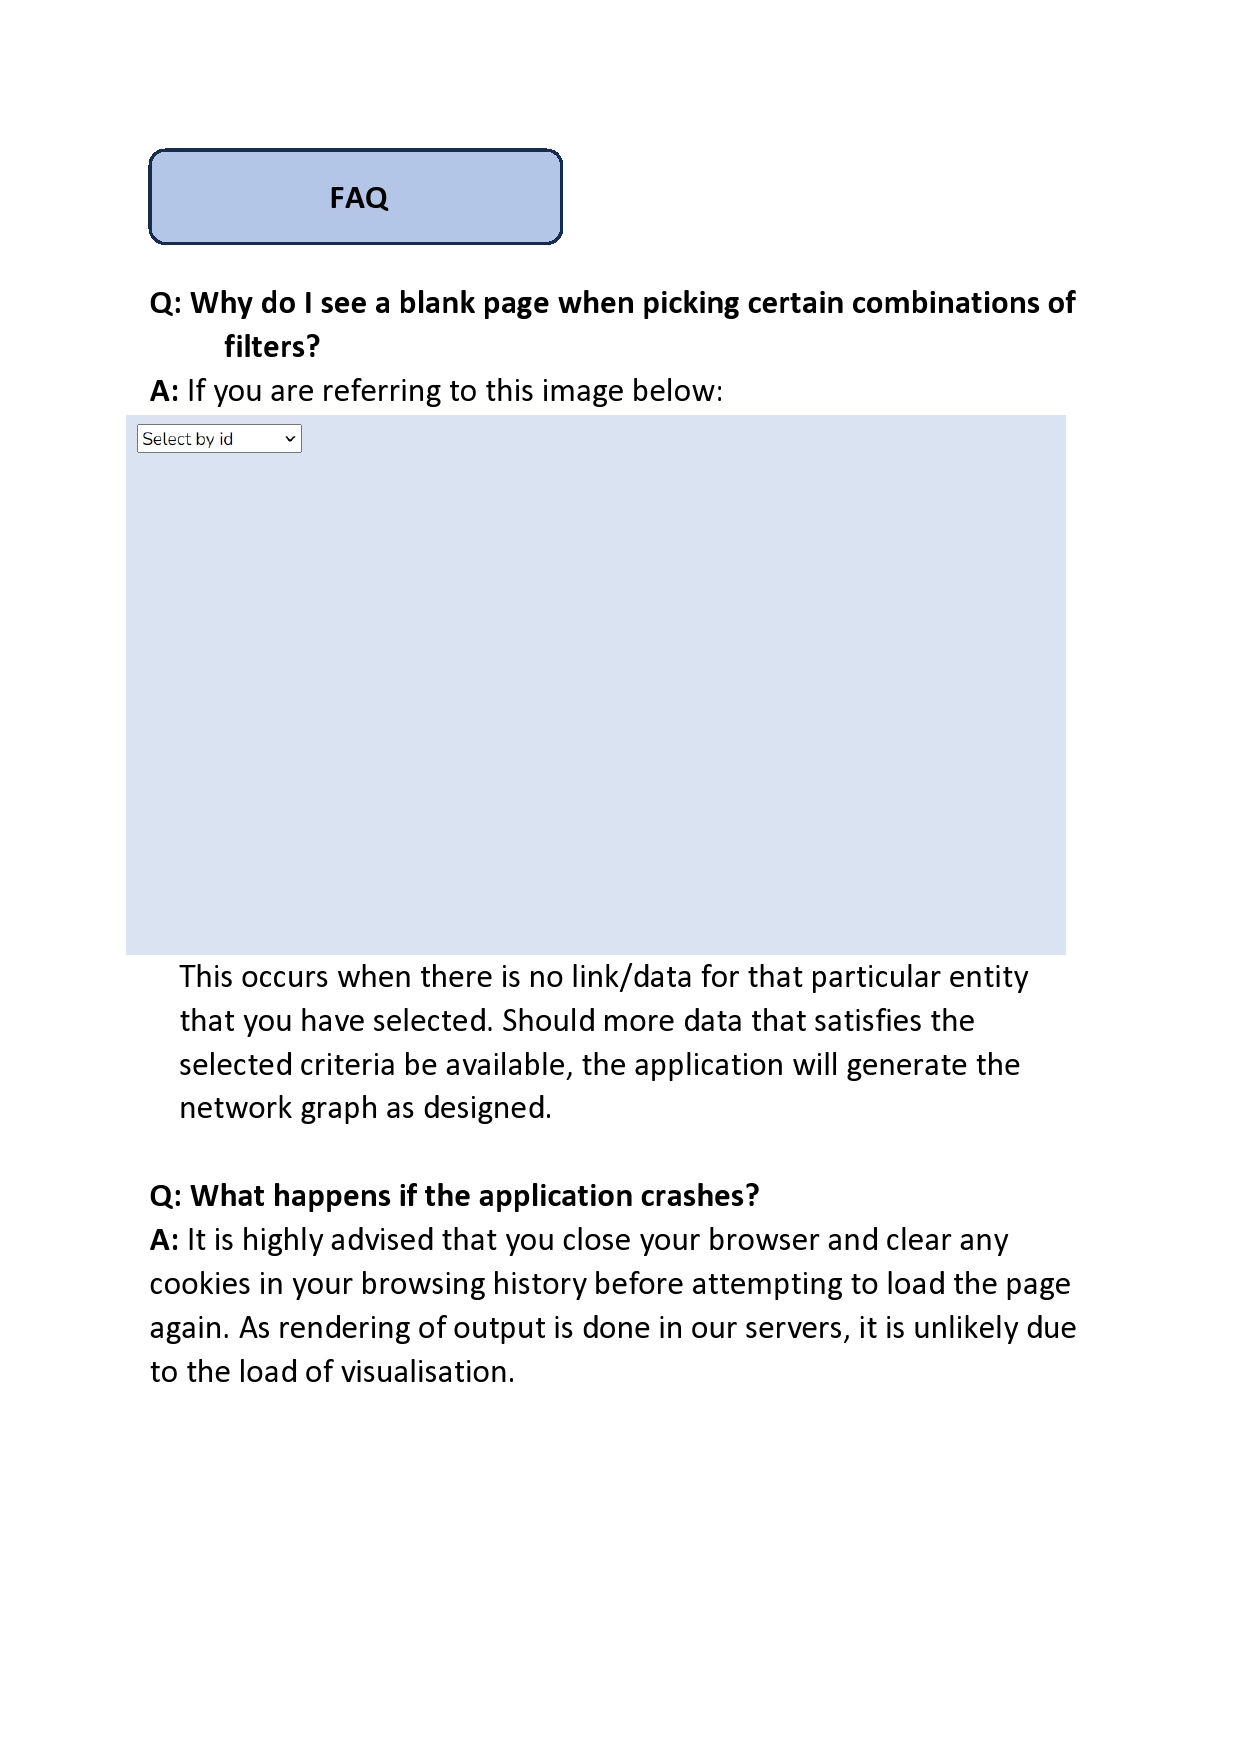 FAQ
Q: Why do I see a blank page when picking certain combinations of
filters?
A: If you are referring to this image below:
Select by id
This occurs when there is no link/data for that particular entity
that you have selected. Should more data that satisfies the
selected criteria be available, the application will generate the
network graph as designed.
Q: What happens if the application crashes?
A: It is highly advised that you close your browser and clear any
cookies in your browsing history before attempting to load the page
again. As rendering of output is done in our servers, it is unlikely due
to the load of visualisation.